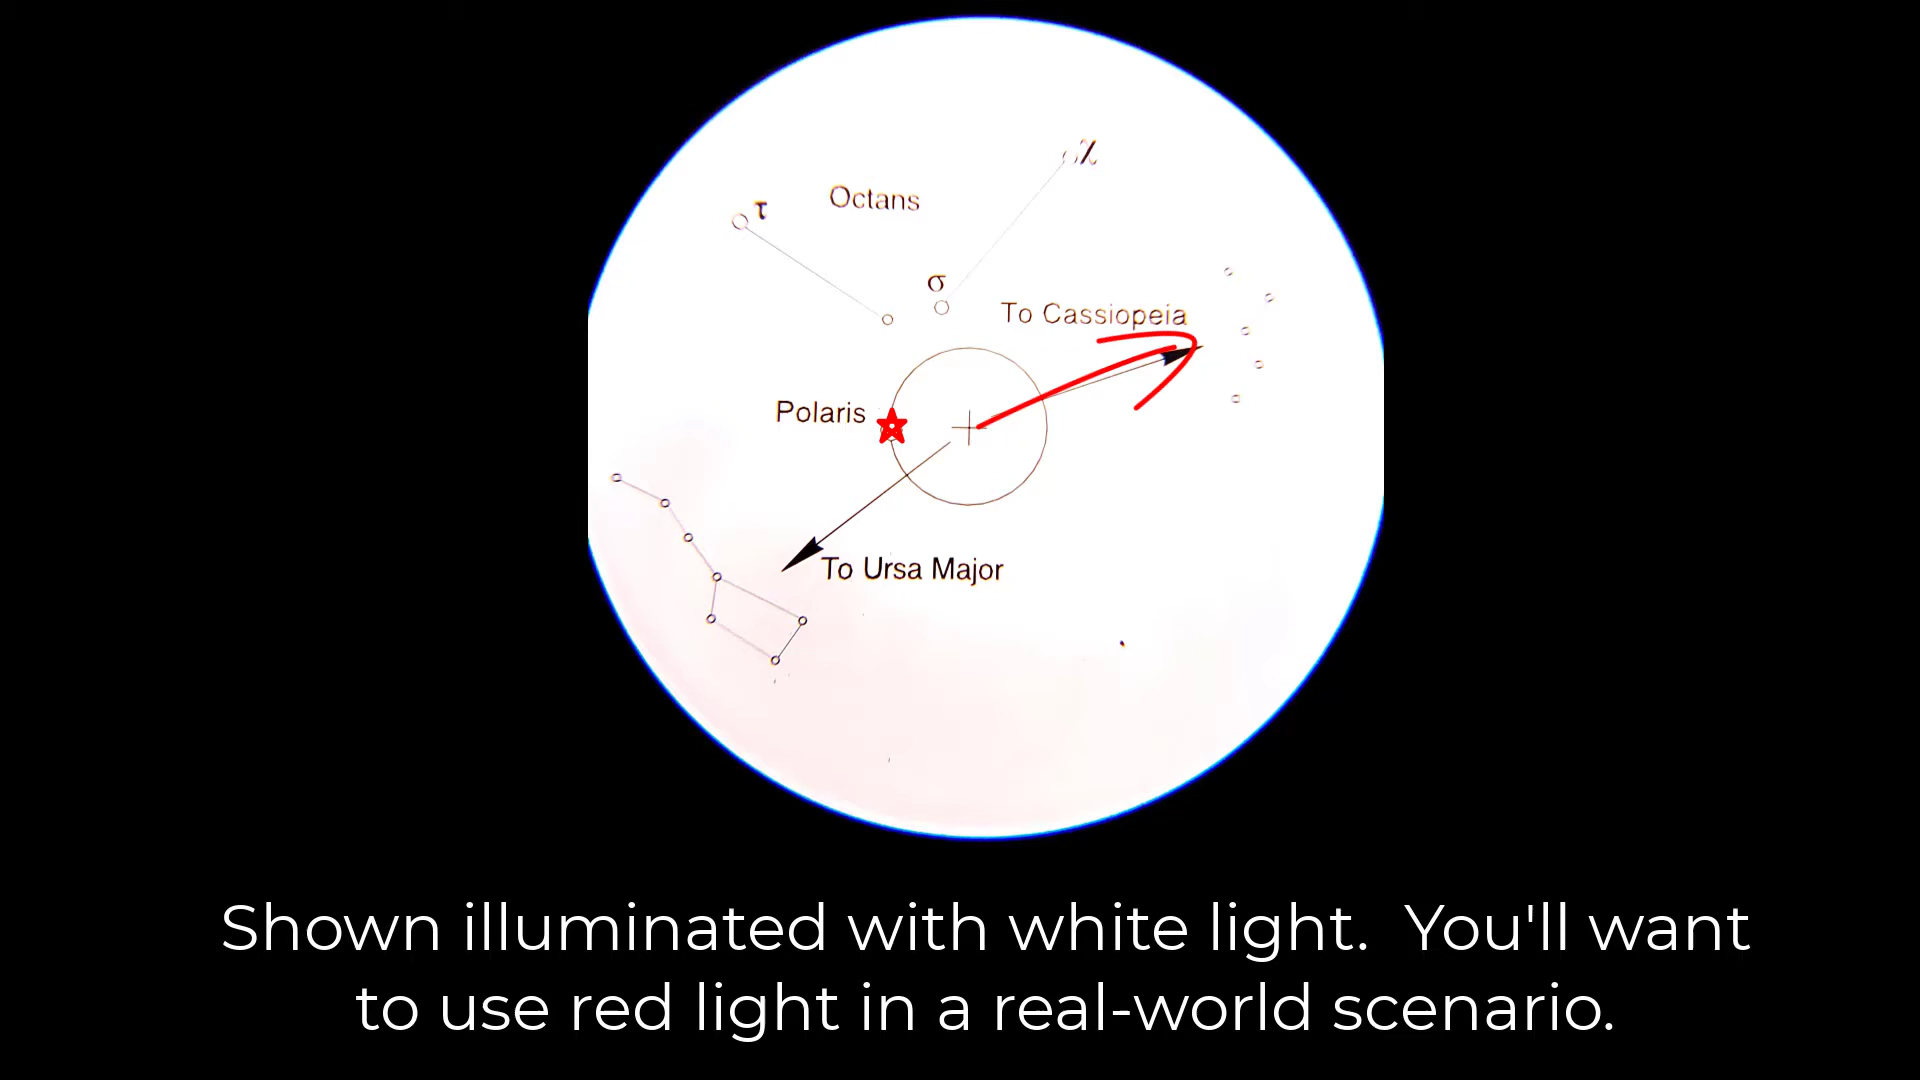 χ
τ
Octans
σ
To Cassiopeia
Polaris
To Ursa Major
Shown illuminated with white light.  You'll want
to use red light in a real-world scenario.